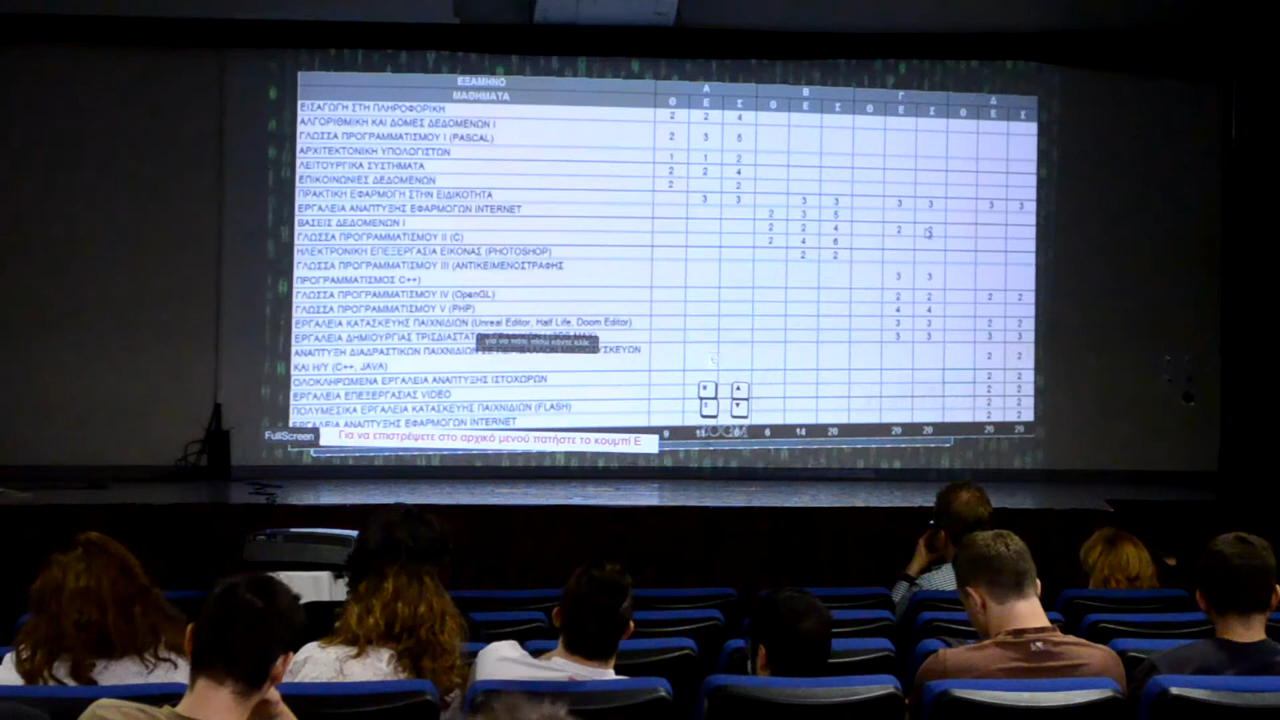 ΕΞΑΜΗΝΟ Α Β Γ Δ
ΜΑΘΗΜΑΤΑ Θ Ε Σ Θ Ε Σ Θ Ε Σ Θ Ε Σ
ΕΙΣΑΓΩΓΗ ΣΤΗ ΠΛΗΡΟΦΟΡΙΚΗ 2 2 4
ΑΛΓΟΡΙΘΜΙΚΗ ΚΑΙ ΔΟΜΕΣ ΔΕΔΟΜΕΝΩΝ Ι
ΓΛΩΣΣΑ ΠΡΟΓΡΑΜΜΑΤΙΣΜΟΥ Ι (PASCAL) 2 3 5
ΑΡΧΙΤΕΚΤΟΝΙΚΗ ΥΠΟΛΟΓΙΣΤΩΝ 1 1 2
ΛΕΙΤΟΥΡΓΙΚΑ ΣΥΣΤΗΜΑΤΑ 2 2 4
ΕΠΙΚΟΙΝΩΝΙΕΣ ΔΕΔΟΜΕΝΩΝ 2 2
ΠΡΑΚΤΙΚΗ ΕΦΑΡΜΟΓΗ ΣΤΗΝ ΕΙΔΙΚΟΤΗΤΑ 3 3 3 3 3 3 3 3
ΕΡΓΑΛΕΙΑ ΑΝΑΠΤΥΞΗΣ ΕΦΑΡΜΟΓΩΝ INTERNET 2 3 5
ΒΑΣΕΙΣ ΔΕΔΟΜΕΝΩΝ Ι 2 2 4 2
ΓΛΩΣΣΑ ΠΡΟΓΡΑΜΜΑΤΙΣΜΟΥ ΙΙ (C) 2 4 6
ΗΛΕΚΤΡΟΝΙΚΗ ΕΠΕΞΕΡΓΑΣΙΑ ΕΙΚΟΝΑΣ (PHOTOSHOP) 2 2
ΓΛΩΣΣΑ ΠΡΟΓΡΑΜΜΑΤΙΣΜΟΥ ΙΙΙ (ΑΝΤΙΚΕΙΜΕΝΟΣΤΡΑΦΗΣ
ΠΡΟΓΡΑΜΜΑΤΙΣΜΟΣ C++) 3 3
ΓΛΩΣΣΑ ΠΡΟΓΡΑΜΜΑΤΙΣΜΟΥ IV (OpenGL) 2 2 2 2
ΓΛΩΣΣΑ ΠΡΟΓΡΑΜΜΑΤΙΣΜΟΥ V (PHP) 4 4
ΕΡΓΑΛΕΙΑ ΚΑΤΑΣΚΕΥΗΣ ΠΑΙΧΝΙΔΙΩΝ (Unreal Editor, Half Life, Doom Editor) 3 3 2 2
ΕΡΓΑΛΕΙΑ ΔΗΜΙΟΥΡΓΙΑΣ 3 3 3 3
για να πάτε πίσω κάντε κλικ
ΑΝΑΠΤΥΞΗ ΔΙΑΔΡΑΣΤΙΚΩΝ ΠΑΙΧΝΙΔΙΩΝ 2 2
ΚΑΙ Η/Υ (C++, JAVA)
ΟΛΟΚΛΗΡΩΜΕΝΑ ΕΡΓΑΛΕΙΑ ΑΝΑΠΤΥΞΗΣ ΙΣΤΟΧΩΡΩΝ 2 2
ΕΡΓΑΛΕΙΑ ΕΠΕΞΕΡΓΑΣΙΑΣ VIDEO 2 2
ΠΟΛΥΜΕΣΙΚΑ ΕΡΓΑΛΕΙΑ ΚΑΤΑΣΚΕΥΗΣ ΠΑΙΧΝΙΔΙΩΝ (FLASH) 2 2
ΕΡΓΑΛΕΙΑ ΑΝΑΠΤΥΞΗΣ ΕΦΑΡΜΟΓΩΝ INTERNET 2 2
9 6 14 20 20 20 20 20
ZOOM
FullScreen Για να επιστρέψετε στο αρχικό μενού πατήστε το κουμπί Ε